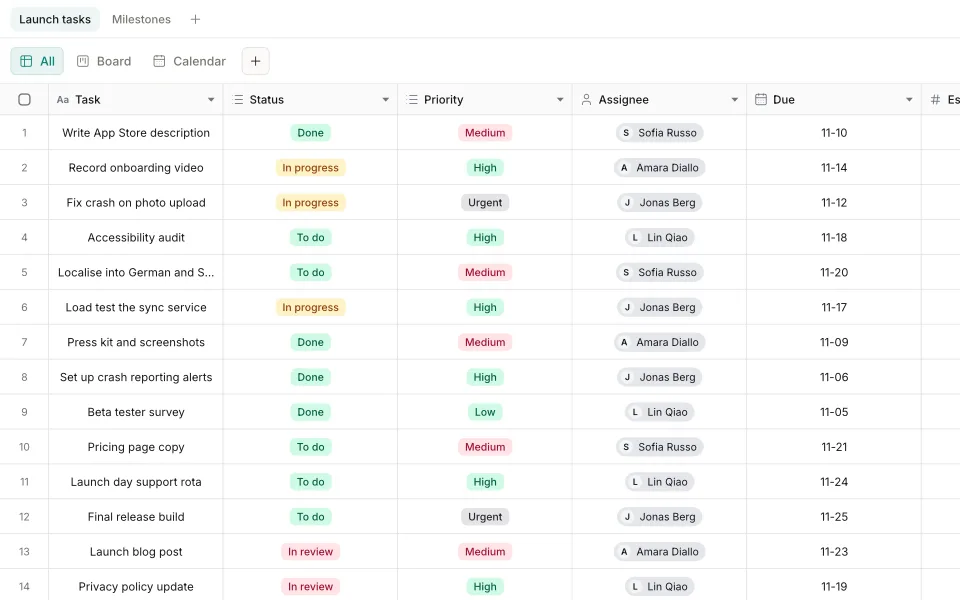 Launch tasks Milestones
All Board Calendar
Aa Task Status Priority Assignee Due # Es
1 Write App Store description Done Medium S Sofia Russo 11-10
2 Record onboarding video In progress High A Amara Diallo 11-14
3 Fix crash on photo upload In progress Urgent J Jonas Berg 11-12
4 Accessibility audit To do High L Lin Qiao 11-18
5 Localise into German and S... To do Medium S Sofia Russo 11-20
6 Load test the sync service In progress High J Jonas Berg 11-17
7 Press kit and screenshots Done Medium A Amara Diallo 11-09
8 Set up crash reporting alerts Done High J Jonas Berg 11-06
9 Beta tester survey Done Low L Lin Qiao 11-05
10 Pricing page copy To do Medium S Sofia Russo 11-21
11 Launch day support rota To do High L Lin Qiao 11-24
12 Final release build To do Urgent J Jonas Berg 11-25
13 Launch blog post In review Medium A Amara Diallo 11-23
14 Privacy policy update In review High L Lin Qiao 11-19